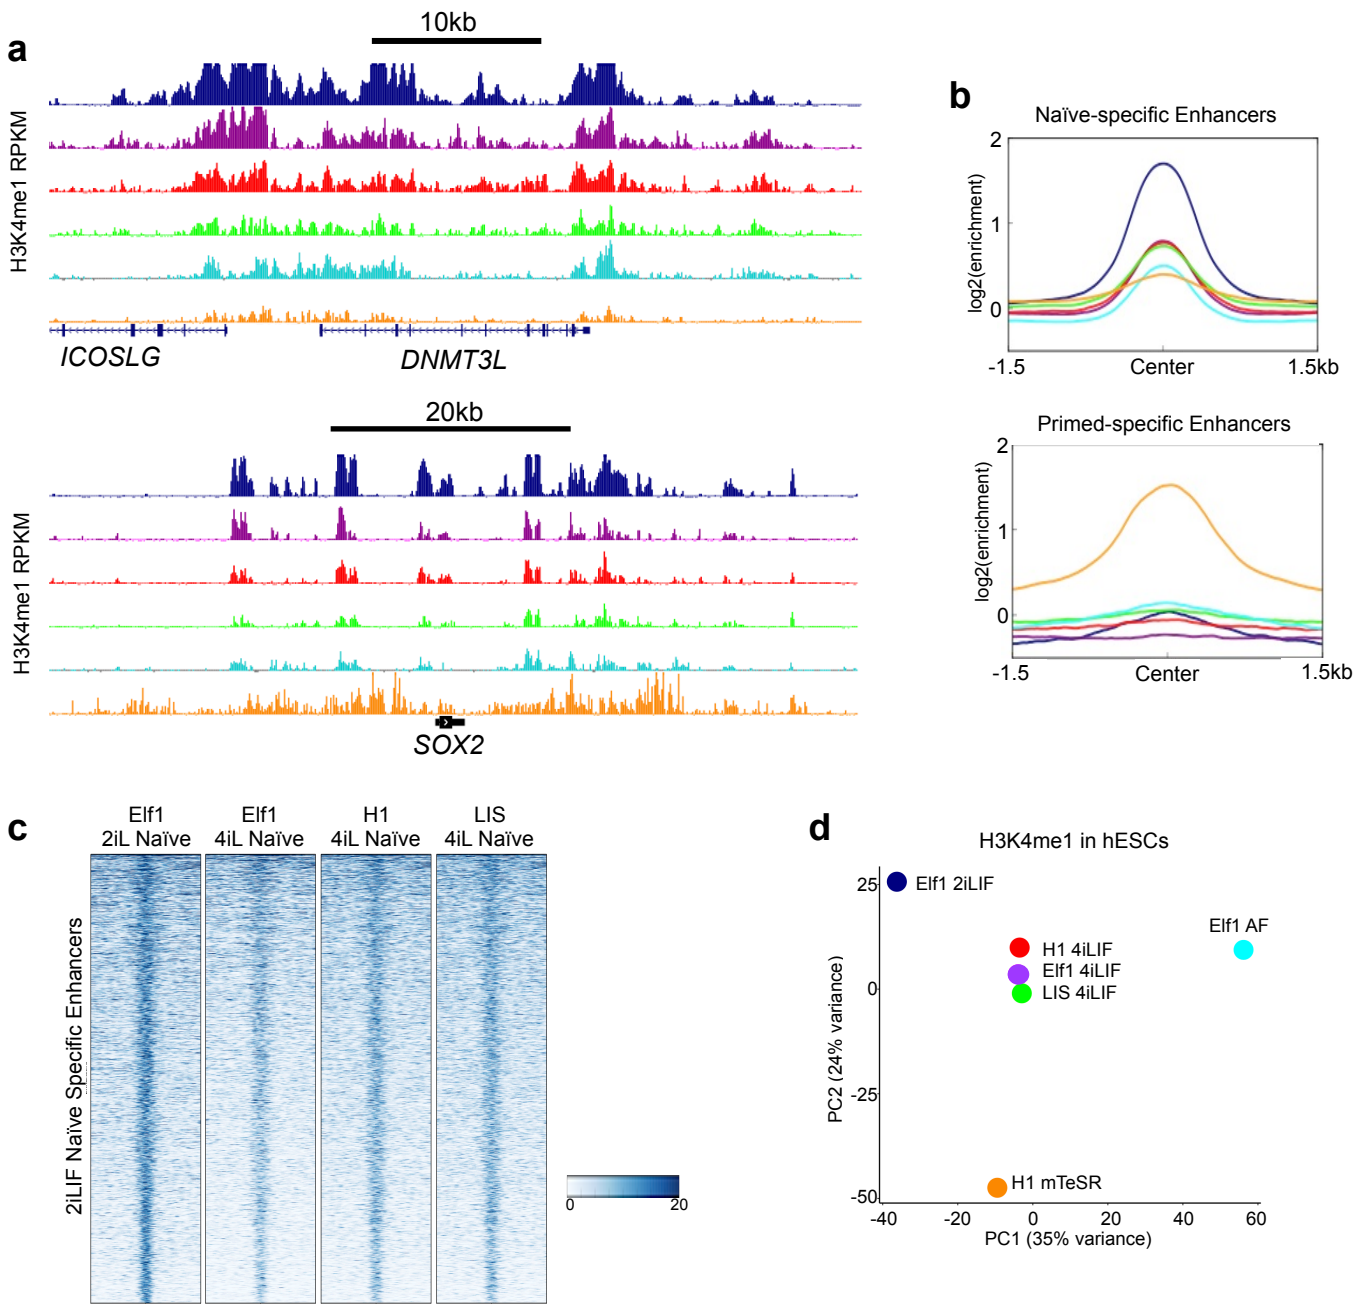 a
10kb
H3K4me1 RPKM
ICOSLG
DNMT3L
20kb
H3K4me1 RPKM
SOX2
b
Naïve-specific Enhancers
log2(enrichment)
2
1
0
-1.5
Center
1.5kb
Primed-specific Enhancers
log2(enrichment)
2
1
0
-1.5
Center
1.5kb
c
Elf1
2iL Naïve
Elf1
4iL Naïve
H1
4iL Naïve
LIS
4iL Naïve
2iLIF Naïve Specific Enhancers
0
20
d
H3K4me1 in hESCs
PC2 (24% variance)
25
0
-25
-50
Elf1 2iLIF
Elf1 AF
H1 4iLIF
Elf1 4iLIF
LIS 4iLIF
H1 mTeSR
-40
-20
0
20
40
60
PC1 (35% variance)